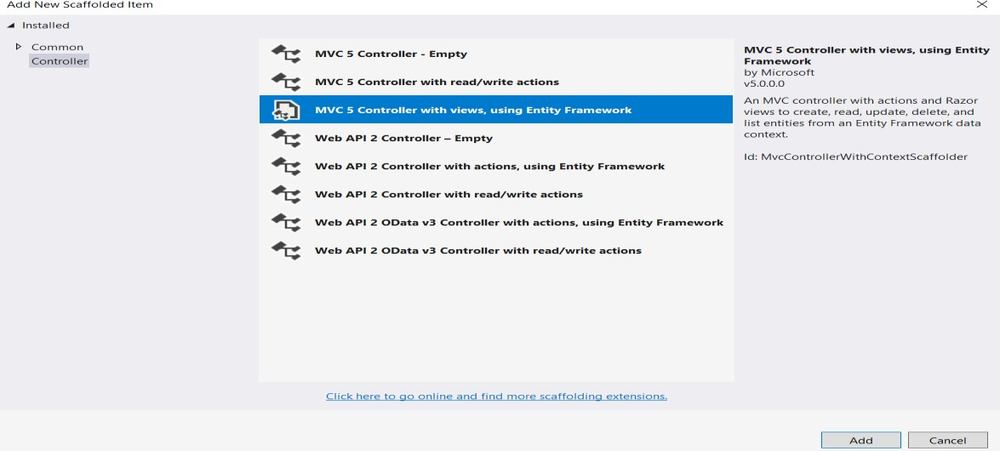 Add New Scaffolded Item
Installed
Common
Controller
MVC 5 Controller - Empty
MVC 5 Controller with read/write actions
MVC 5 Controller with views, using Entity Framework
Web API 2 Controller – Empty
Web API 2 Controller with actions, using Entity Framework
Web API 2 Controller with read/write actions
Web API 2 OData v3 Controller with actions, using Entity Framework
Web API 2 OData v3 Controller with read/write actions
Click here to go online and find more scaffolding extensions.
MVC 5 Controller with views, using Entity
Framework
by Microsoft
v5.0.0.0
An MVC controller with actions and Razor
views to create, read, update, delete, and
list entities from an Entity Framework data
context.
Id: MvcControllerWithContextScaffolder
Add
Cancel